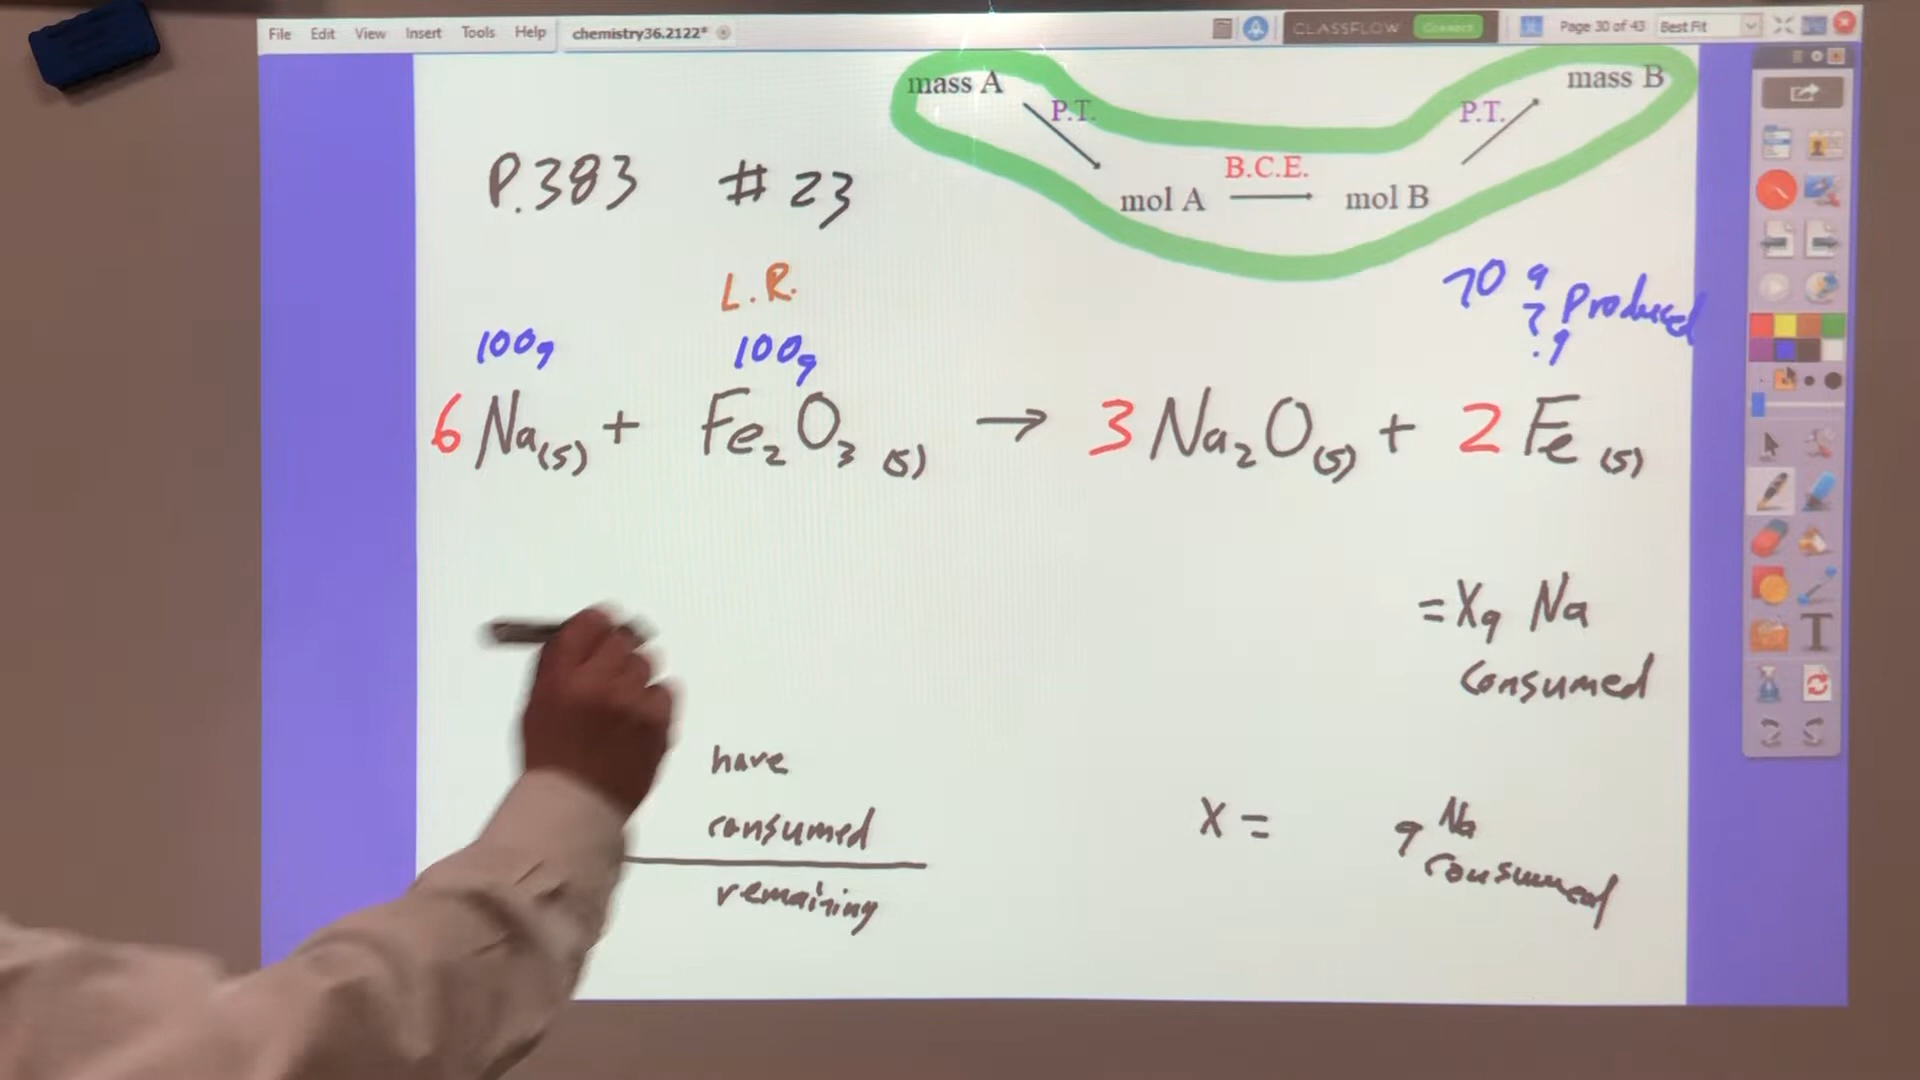 File Edit View Insert Tools Help chemistry36.2122* CLASSFLOW Connect Page 30 of 43 Best Fit
mass A P.T. mol A B.C.E. mol B P.T. mass B
P.383 # 23
L.R.
70 g
? produced
100g 100g
?
6 Na(s) + Fe2O3 (s) → 3 Na2O(s) + 2 Fe (s)
= X g Na
consumed
have
consumed
remaining
X = g Na
consumed
T